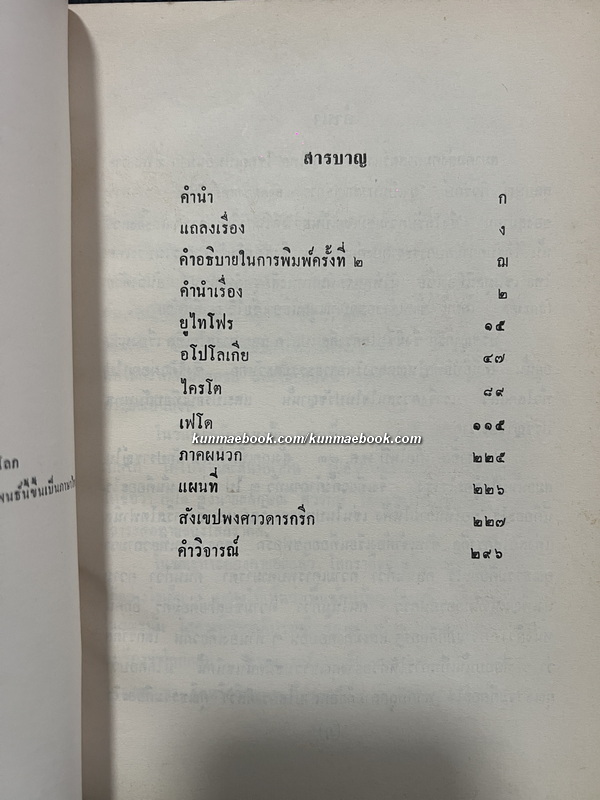 สารบาญ
คำนำ ก
แถลงเรื่อง ง
คำอธิบายในการพิมพ์ครั้งที่ ๒ ฌ
คำนำเรื่อง ๒
ยูไทโฟร ๑๕
อโปโลเกีย ๔๗
ไครโต ๘๙
เฟโด ๑๑๕
kunmaebook.com/kunmaebook.com
ภาคผนวก ๒๒๕
แผนที่ ๒๒๖
สังเขปพงศาวดารกรีก ๒๒๗
คำวิจารณ์ ๒๙๖
โลก